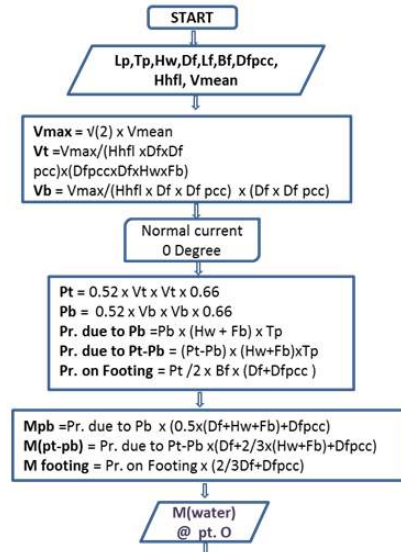 START
Lp,Tp,Hw,Df,Lf,Bf,Dfpcc,
Hhfl, Vmean
Vmax = √(2) x Vmean
Vt =Vmax/(Hhfl xDfxDf
pcc)x(DfpccxDfxHwxFb)
Vb = Vmax/(Hhfl x Df x Df pcc) x (Df x Df pcc)
Normal current
0 Degree
Pt = 0.52 x Vt x Vt x 0.66
Pb = 0.52 x Vb x Vb x 0.66
Pr. due to Pb =Pb x (Hw + Fb) x Tp
Pr. due to Pt-Pb = (Pt-Pb) x (Hw+Fb)xTp
Pr. on Footing = Pt /2 x Bf x (Df+Dfpcc )
Mpb =Pr. due to Pb x (0.5x(Df+Hw+Fb)+Dfpcc)
M(pt-pb) = Pr. due to Pt-Pb x(Df+2/3x(Hw+Fb)+Dfpcc)
M footing = Pr. on Footing x (2/3Df+Dfpcc)
M(water)
@ pt. O